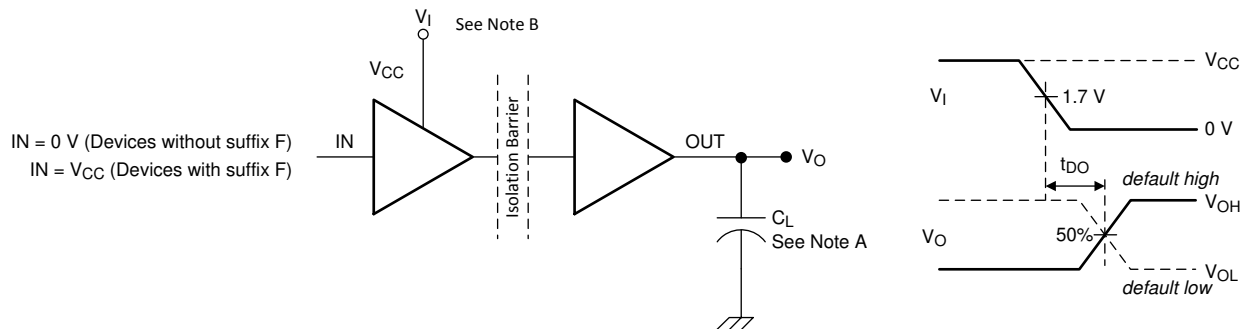 V_I
See Note B
V_CC
IN = 0 V (Devices without suffix F)
IN = V_CC (Devices with suffix F)
IN
Isolation Barrier
OUT
V_O
C_L
See Note A
V_I
V_CC
1.7 V
0 V
t_DO
default high
V_OH
V_O
50%
V_OL
default low